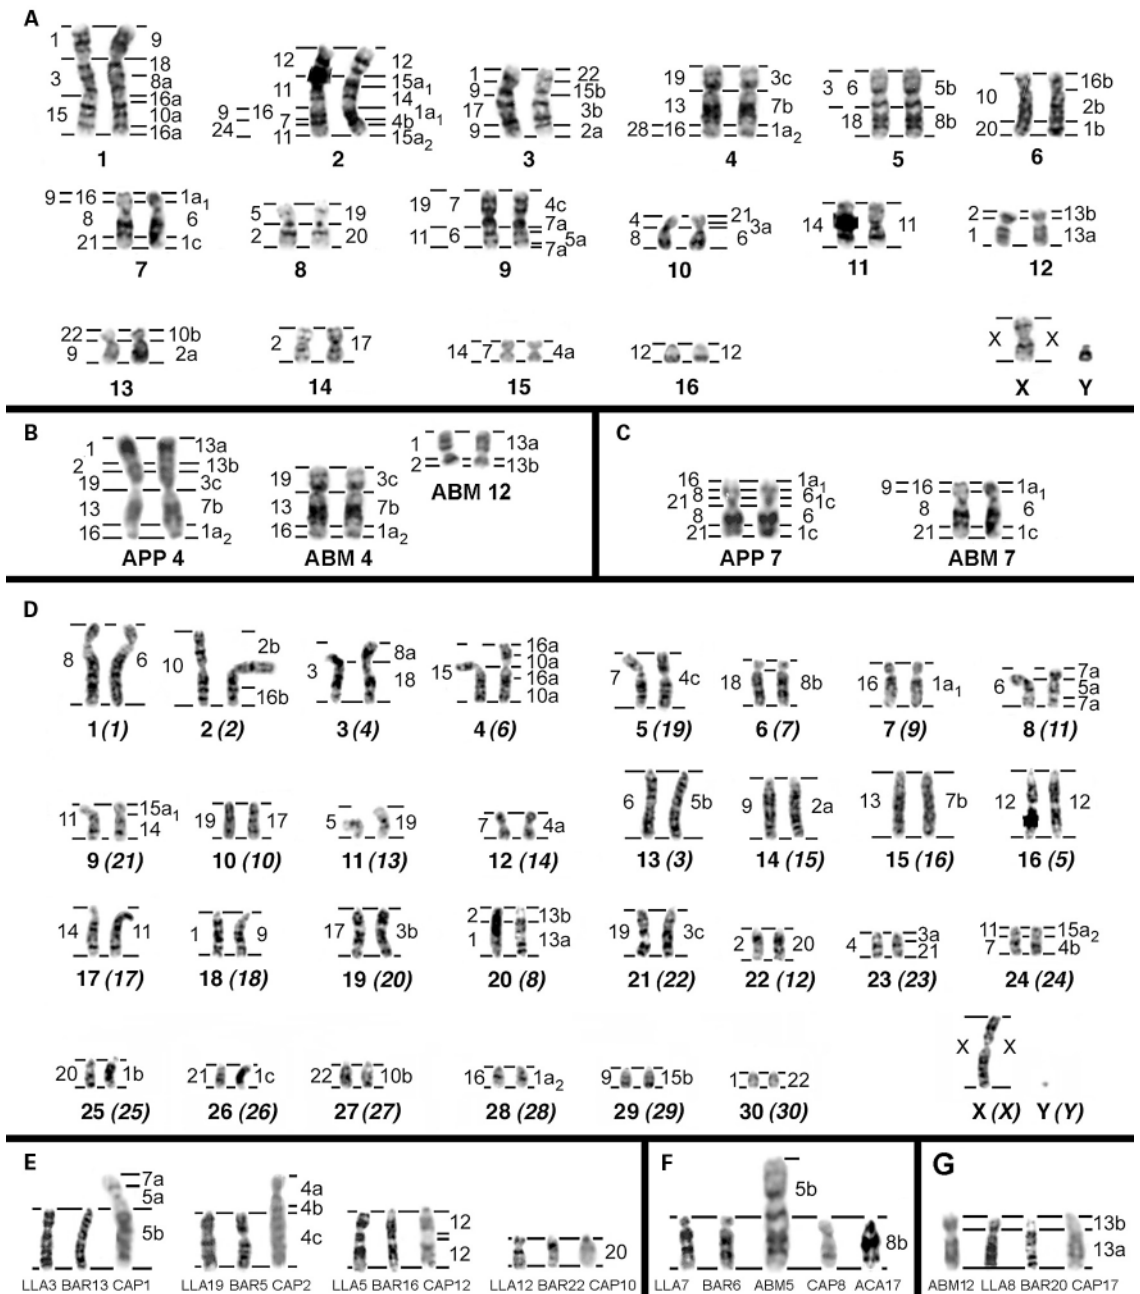 A
1 9
18
3 8a
16a
15 10a
16a
1
12 12
15a1
11 14
9 16 1a1
7 4b
24 11 15a2
2
1 22
9 15b
17 3b
9 2a
3
19 3c
13 7b
28 16 1a2
4
3 6 5b
18 8b
5
16b
10 2b
20 1b
6
9 16 1a1
8 6
21 1c
7
5 19
2 20
8
19 7 4c
7a
11 6 5a
7a
9
4 21
3a
8 6
10
14 11
11
2 13b
1 13a
12
22 10b
9 2a
13
2 17
14
14 7 4a
15
12 12
16
X X
X Y
B
1 13a
2 13b
19 3c
13 7b
16 1a2
APP 4
19 3c
13 7b
16 1a2
ABM 4
1 13a
2 13b
ABM 12
C
16 1a1
8 6
21 1c
8 6
21 1c
APP 7
9 16 1a1
8 6
21 1c
ABM 7
D
8 6
1 (1)
10 2b
16b
2 (2)
3 8a
18
3 (4)
15 16a
10a
16a
10a
4 (6)
7 4c
5 (19)
18 8b
6 (7)
16 1a1
7 (9)
6 7a
5a
7a
8 (11)
11 15a1
14
9 (21)
19 17
10 (10)
5 19
11 (13)
7 4a
12 (14)
6 5b
13 (3)
9 2a
14 (15)
13 7b
15 (16)
12 12
16 (5)
14 11
17 (17)
1 9
18 (18)
17 3b
19 (20)
2 13b
1 13a
20 (8)
19 3c
21 (22)
2 20
22 (12)
4 3a
21
23 (23)
11 15a2
7 4b
24 (24)
20 1b
25 (25)
21 1c
26 (26)
22 10b
27 (27)
16 1a2
28 (28)
9 15b
29 (29)
1 22
30 (30)
X X
X (X) Y (Y)
E
7a
5a
5b
LLA3 BAR13 CAP1
4a
4b
4c
LLA19 BAR5 CAP2
12
12
LLA5 BAR16 CAP12
20
LLA12 BAR22 CAP10
F
5b
8b
LLA7 BAR6 ABM5 CAP8 ACA17
G
13b
13a
ABM12 LLA8 BAR20 CAP17